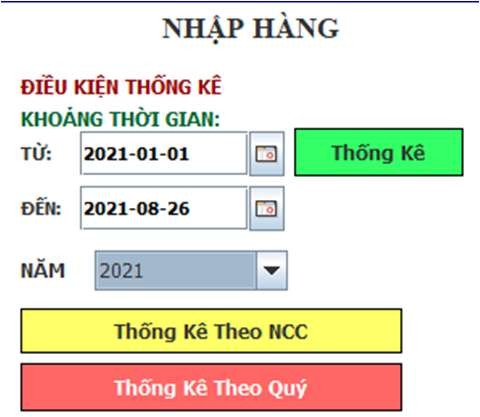 NHẬP HÀNG
ĐIỀU KIỆN THỐNG KÊ
KHOẢNG THỜI GIAN:
TỪ: 2021-01-01 Thống Kê
ĐẾN: 2021-08-26
NĂM 2021
Thống Kê Theo NCC
Thống Kê Theo Quý